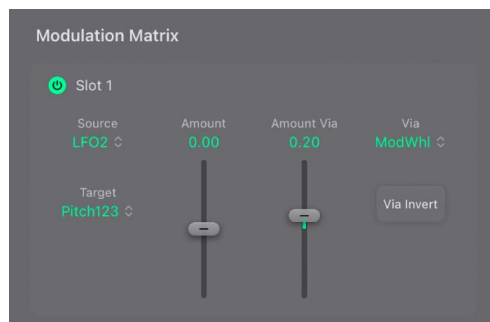 Modulation Matrix
Slot 1
Source Amount Amount Via Via
LFO2 0.00 0.20 ModWhl
Target
Pitch123
Via Invert